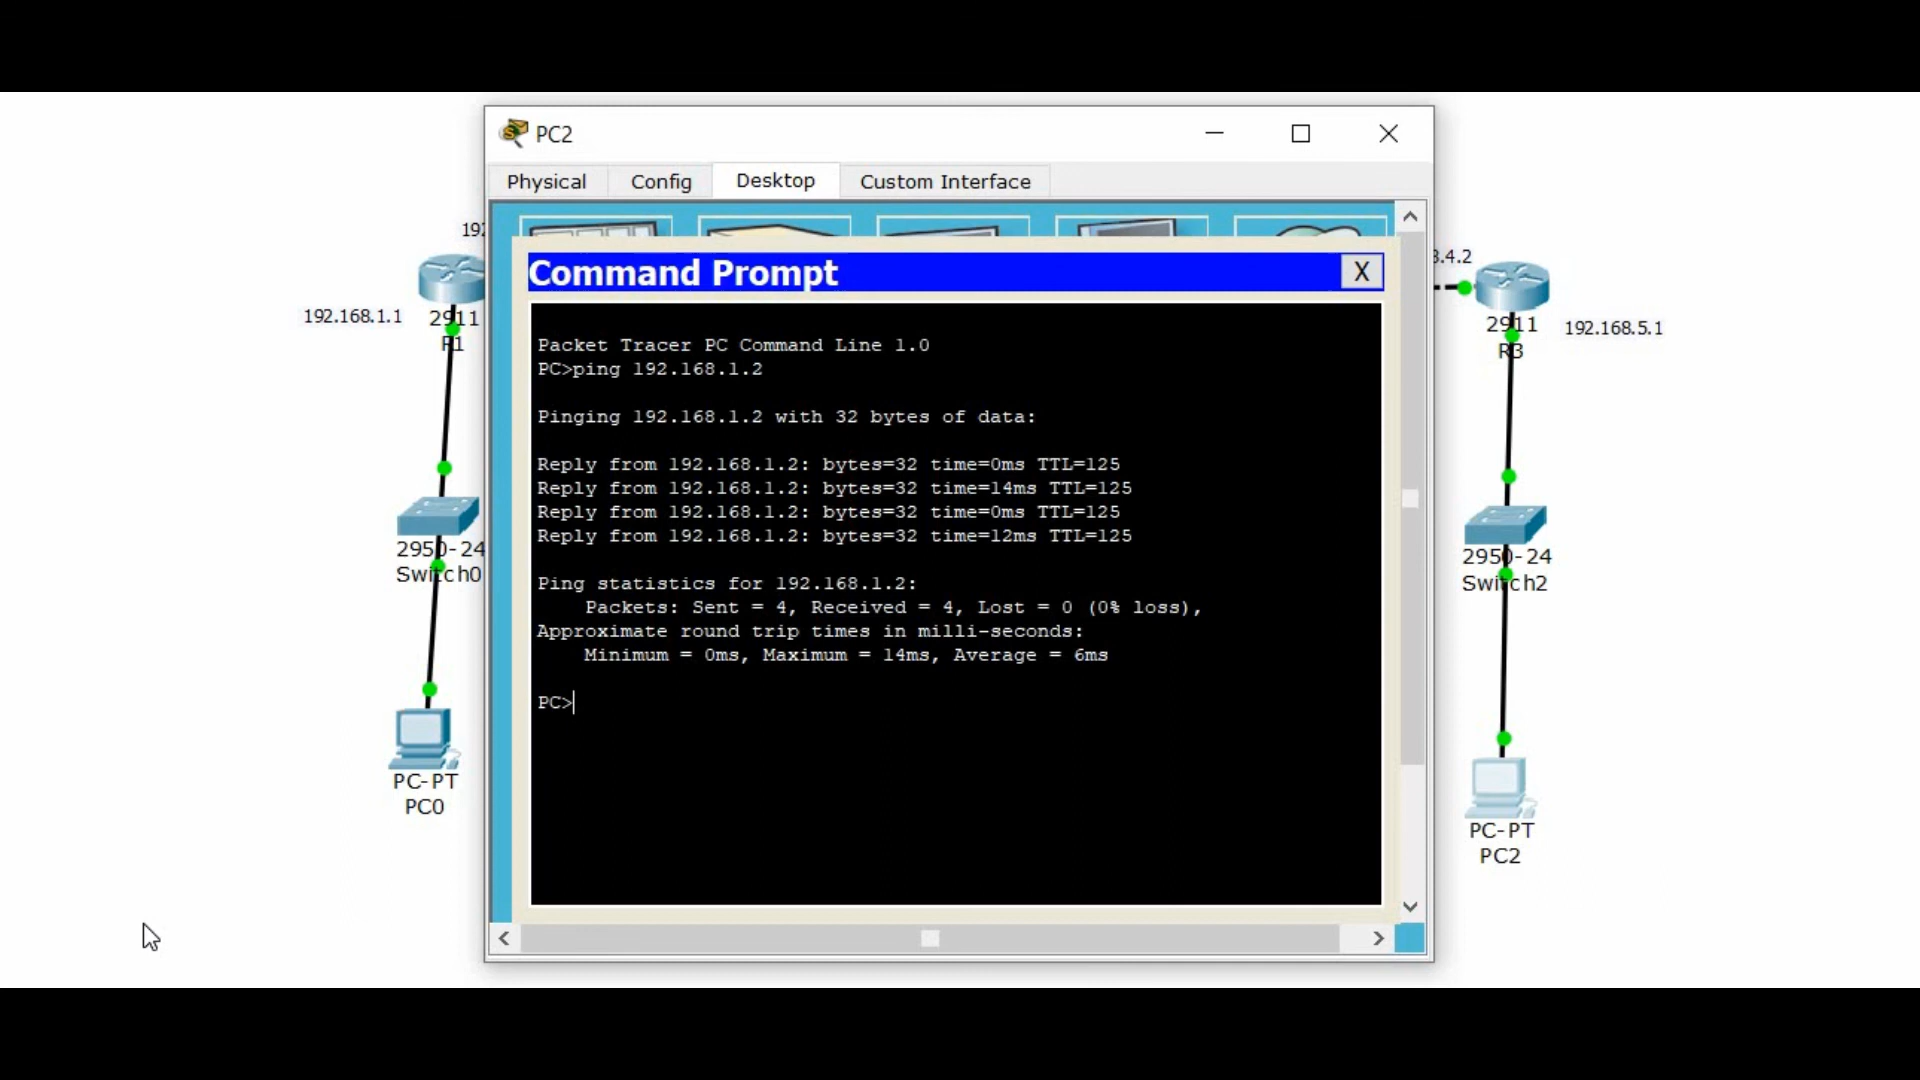 PC2
Physical Config Desktop Custom Interface
Command Prompt X
Packet Tracer PC Command Line 1.0
PC>ping 192.168.1.2
Pinging 192.168.1.2 with 32 bytes of data:
Reply from 192.168.1.2: bytes=32 time=0ms TTL=125
Reply from 192.168.1.2: bytes=32 time=14ms TTL=125
Reply from 192.168.1.2: bytes=32 time=0ms TTL=125
Reply from 192.168.1.2: bytes=32 time=12ms TTL=125
Ping statistics for 192.168.1.2:
Packets: Sent = 4, Received = 4, Lost = 0 (0% loss),
Approximate round trip times in milli-seconds:
Minimum = 0ms, Maximum = 14ms, Average = 6ms
PC>
192
192.168.1.1
2911
R1
2950-24
Switch0
PC-PT
PC0
.4.2
2911
R3
192.168.5.1
2950-24
Switch2
PC-PT
PC2